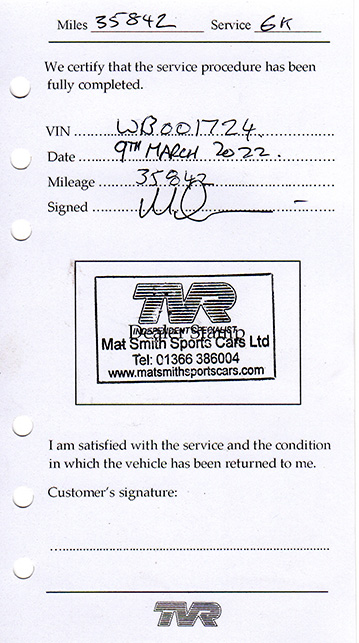 Miles 35842 Service 6K
We certify that the service procedure has been
fully completed.
VIN WB001724
Date 9TH MARCH 2022.
Mileage 35842
Signed
TVR
INDEPENDENT SPECIALIST
Dealer Stamp
Mat Smith Sports Cars Ltd
Tel: 01366 386004
www.matsmithsportscars.com
I am satisfied with the service and the condition
in which the vehicle has been returned to me.
Customer's signature:
TVR